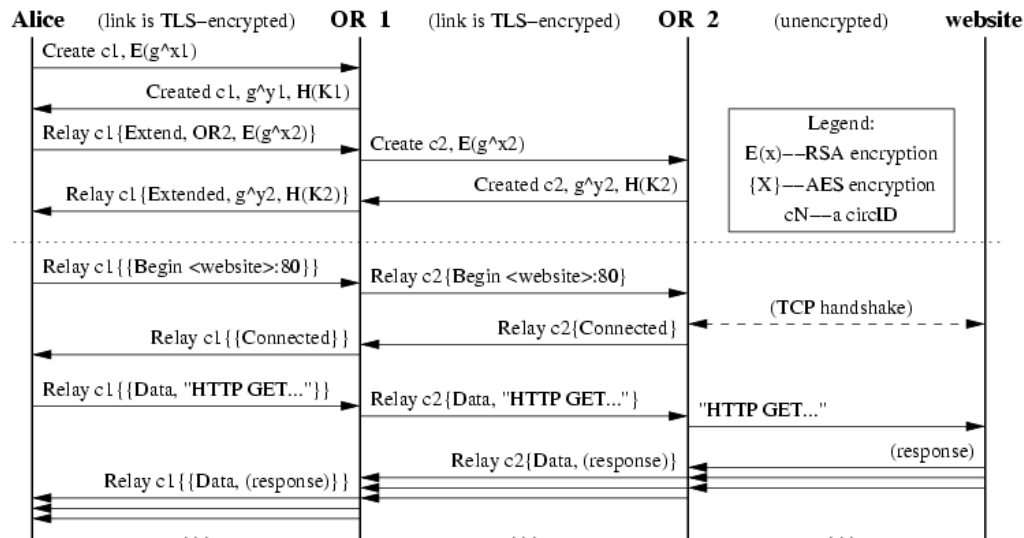 Alice (link is TLS–encrypted) OR 1 (link is TLS–encryped) OR 2 (unencrypted) website
Create c1, E(g^x1)
Created c1, g^y1, H(K1)
Relay c1{Extend, OR2, E(g^x2)}
Create c2, E(g^x2)
Created c2, g^y2, H(K2)
Relay c1{Extended, g^y2, H(K2)}
Legend:
E(x)––RSA encryption
{X}––AES encryption
cN––a circID
Relay c1{{Begin <website>:80}}
Relay c2{Begin <website>:80}
(TCP handshake)
Relay c2{Connected}
Relay c1{{Connected}}
Relay c1{{Data, "HTTP GET..."}}
Relay c2{Data, "HTTP GET..."}
"HTTP GET..."
(response)
Relay c2{Data, (response)}
Relay c1{{Data, (response)}}
. . . . . . . . .